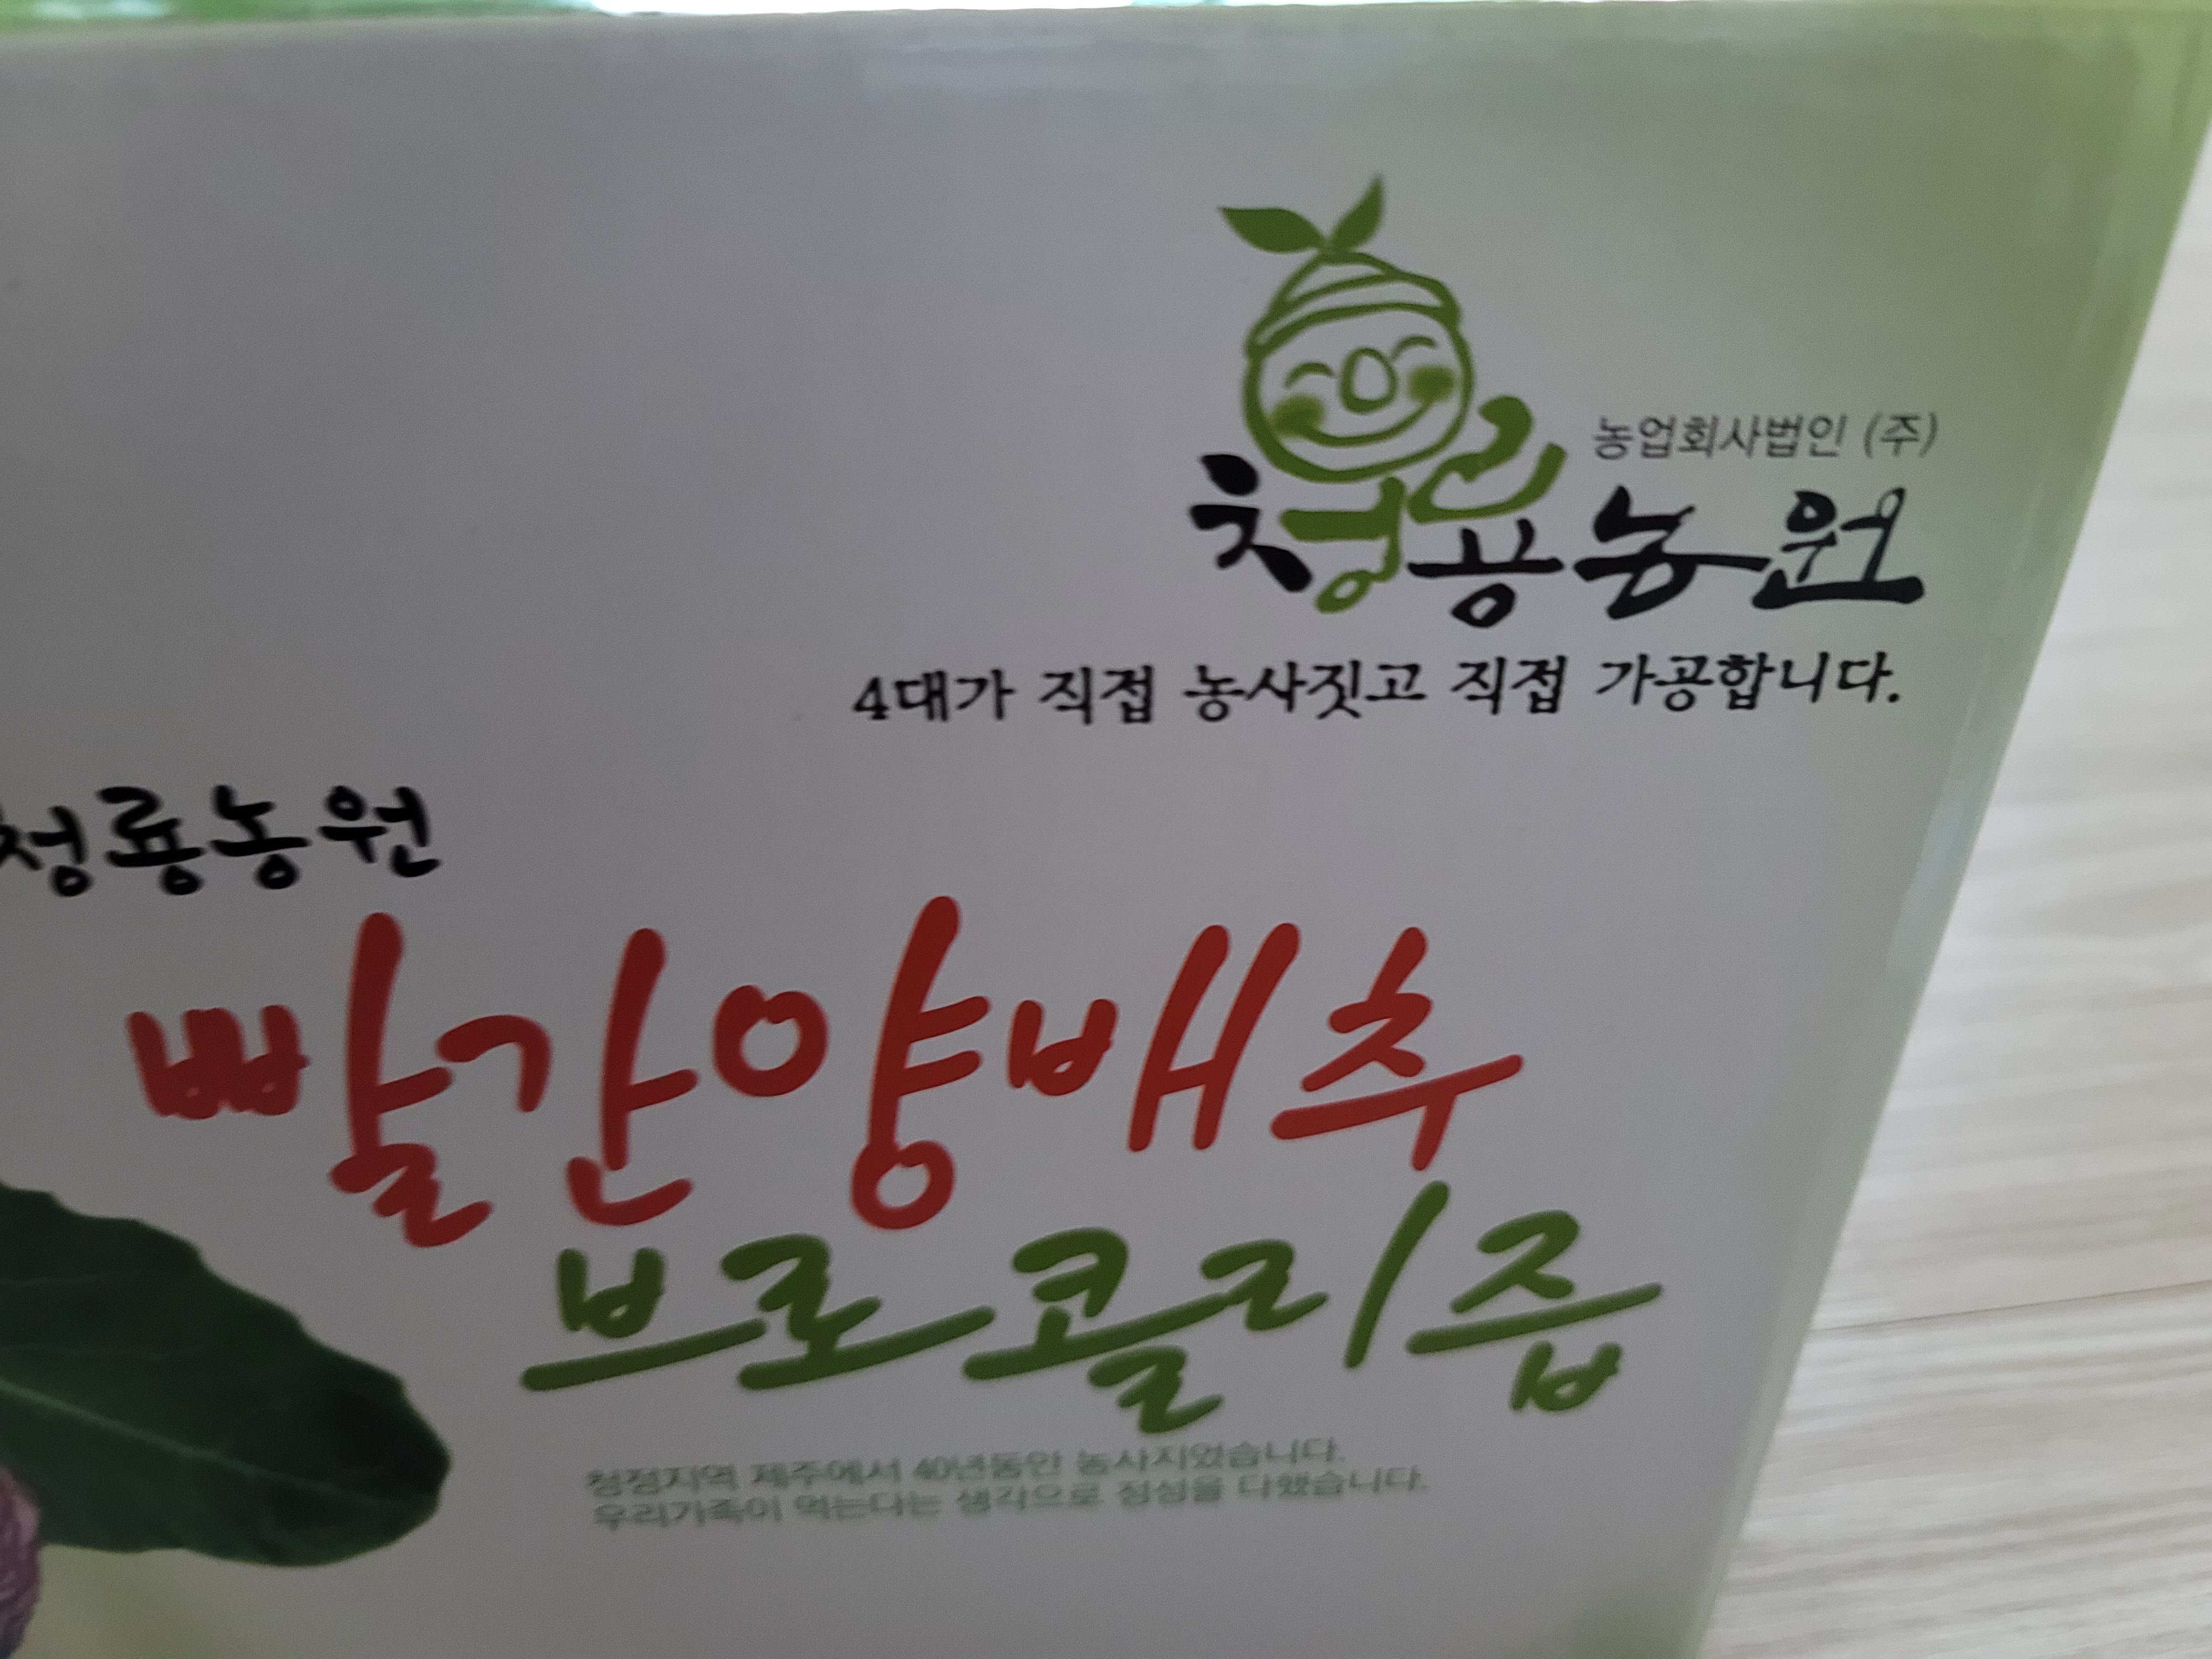 농업회사법인 (주)
청룡농원
4대가 직접 농사짓고 직접 가공합니다.
청룡농원
빨간양배추
브로콜리즙
청정지역 제주에서 40년동안 농사지었습니다.
우리가족이 먹는다는 생각으로 정성을 다했습니다.